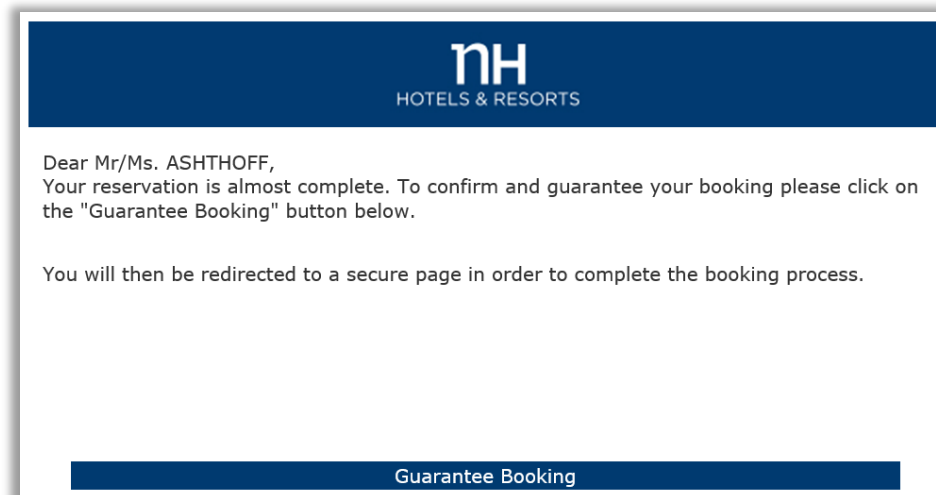 nH
HOTELS & RESORTS
Dear Mr/Ms. ASHTHOFF,
Your reservation is almost complete. To confirm and guarantee your booking please click on
the "Guarantee Booking" button below.
You will then be redirected to a secure page in order to complete the booking process.
Guarantee Booking